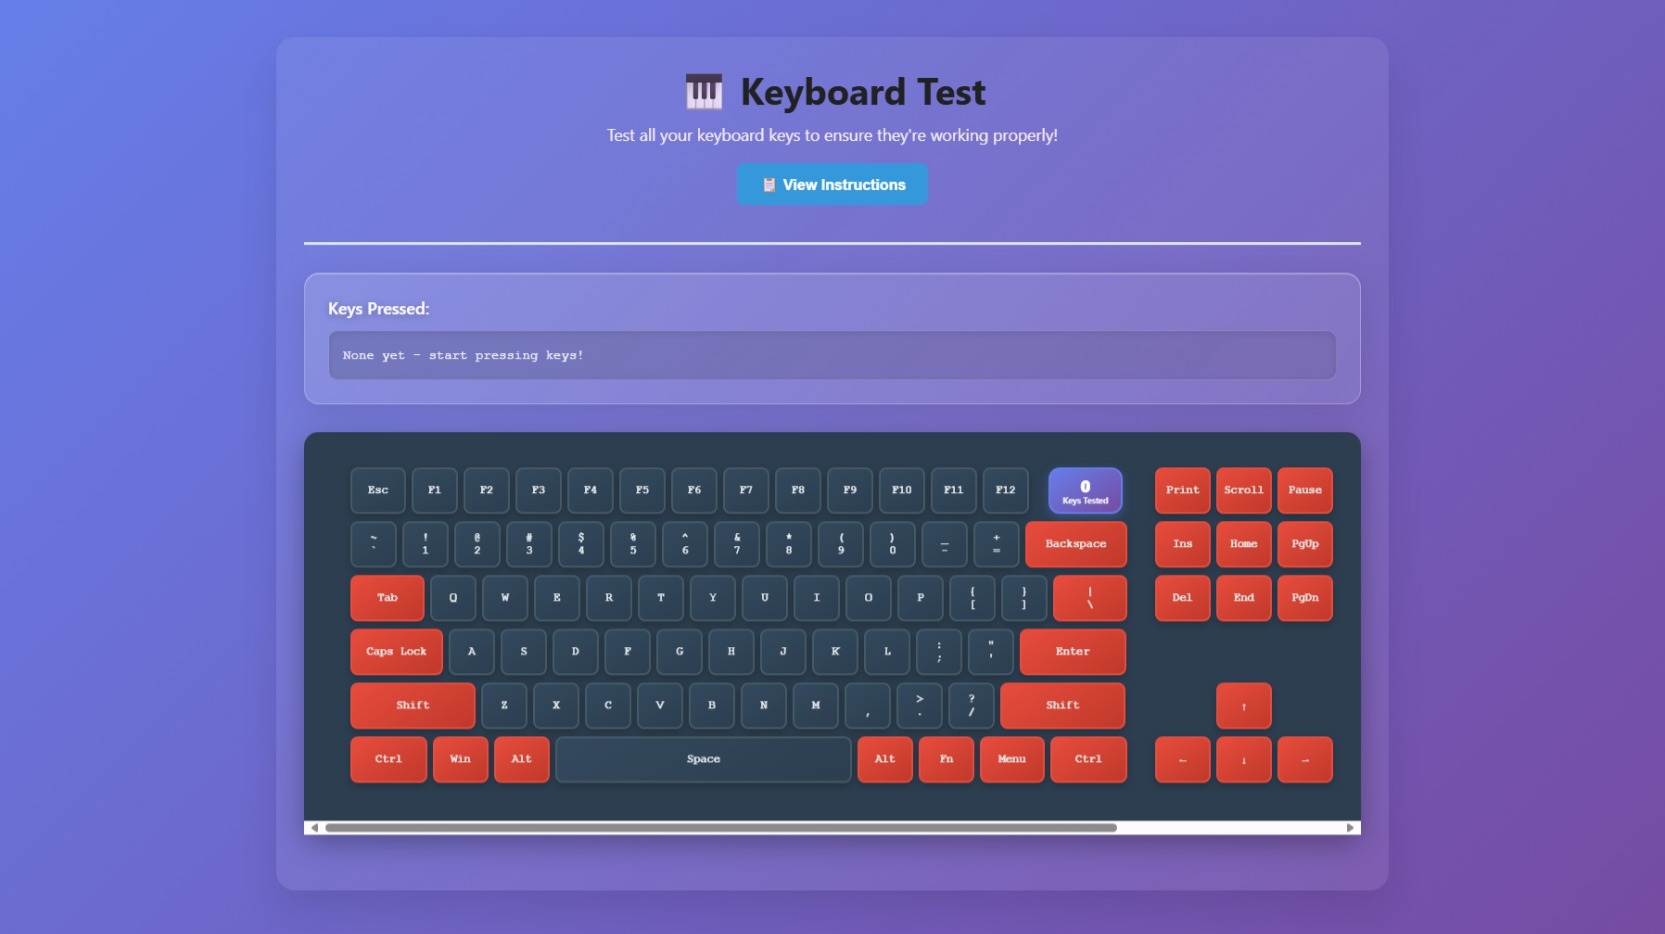 Keyboard Test
Test all your keyboard keys to ensure they're working properly!
View Instructions
Keys Pressed:
None yet - start pressing keys!
Esc F1 F2 F3 F4 F5 F6 F7 F8 F9 F10 F11 F12
0
Keys Tested
Print Scroll Pause
~ ! @ # $ % ^ & * ( ) _ +
` 1 2 3 4 5 6 7 8 9 0 - =
Backspace
Ins Home PgUp
Tab Q W E R T Y U I O P
{ } |
[ ] \
Del End PgDn
Caps Lock A S D F G H J K L
: "
; '
Enter
Shift Z X C V B N M
> ?
, . /
Shift
↑
Ctrl Win Alt Space Alt Fn Menu Ctrl
← ↓ →